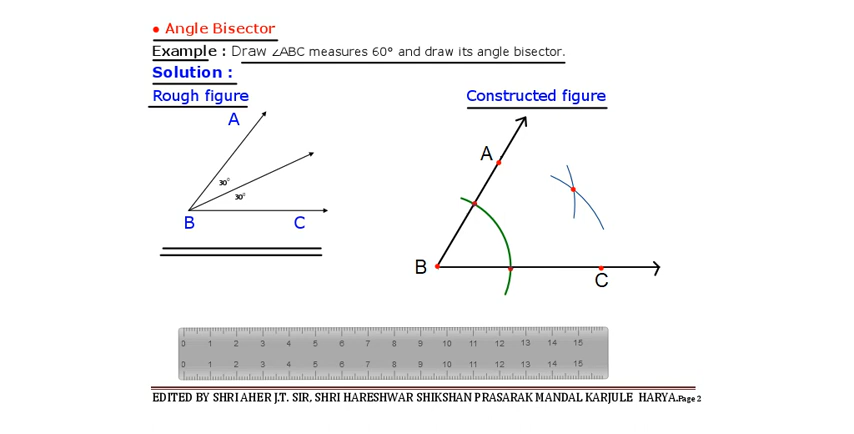 • Angle Bisector
Example : Draw ∠ABC measures 60° and draw its angle bisector.
Solution :
Rough figure
Constructed figure
A
30°
30°
B
C
A
B
C
0 1 2 3 4 5 6 7 8 9 10 11 12 13 14 15
0 1 2 3 4 5 6 7 8 9 10 11 12 13 14 15
EDITED BY SHRI AHER J.T. SIR, SHRI HARESHWAR SHIKSHAN PRASARAK MANDAL KARJULE HARYA.Page 2